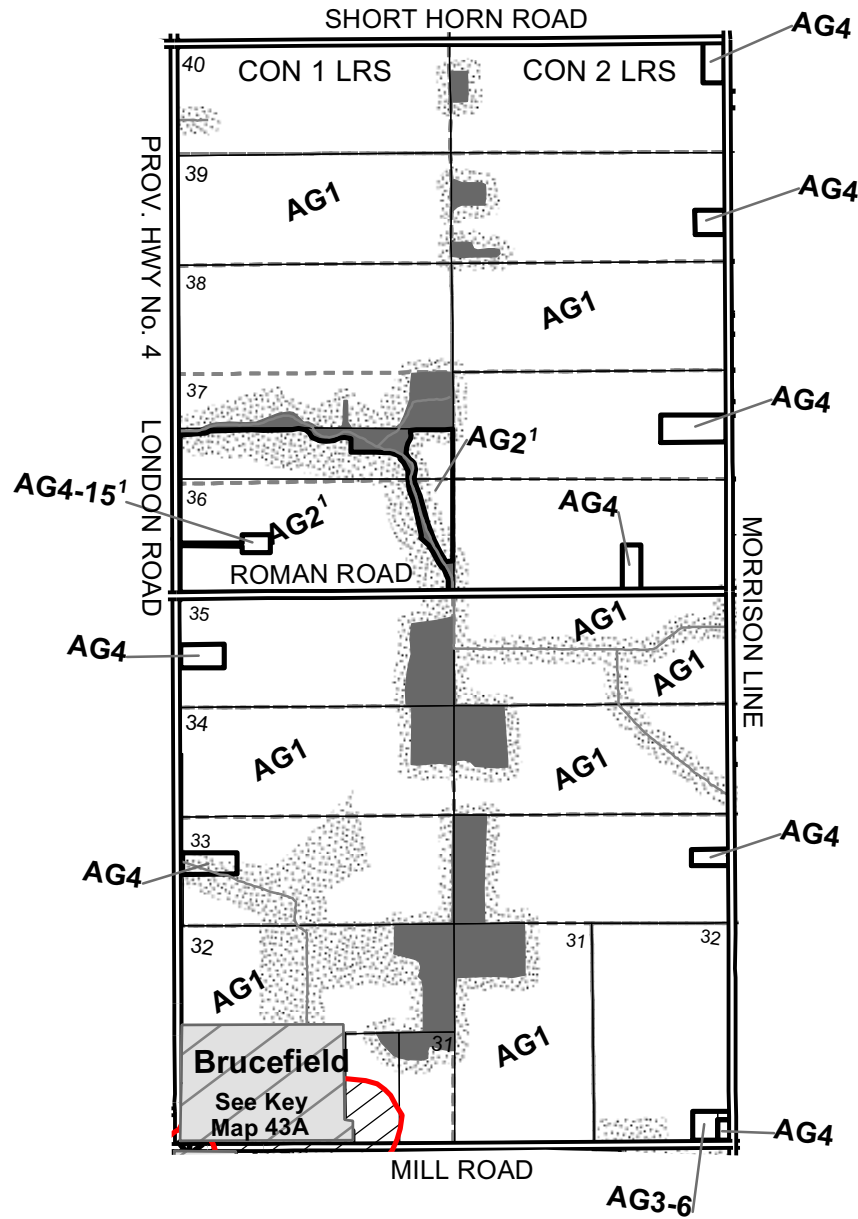 SHORT HORN ROAD
AG4
40
CON 1 LRS
CON 2 LRS
PROV. HWY No. 4
39
AG1
AG4
38
AG1
37
AG4
LONDON ROAD
AG2¹
AG4-15¹
36
AG2¹
AG4
MORRISON LINE
ROMAN ROAD
35
AG1
AG4
AG1
34
AG1
AG1
33
AG4
AG4
32
31
32
AG1
31
AG1
Brucefield
See Key
Map 43A
AG4
MILL ROAD
AG3-6